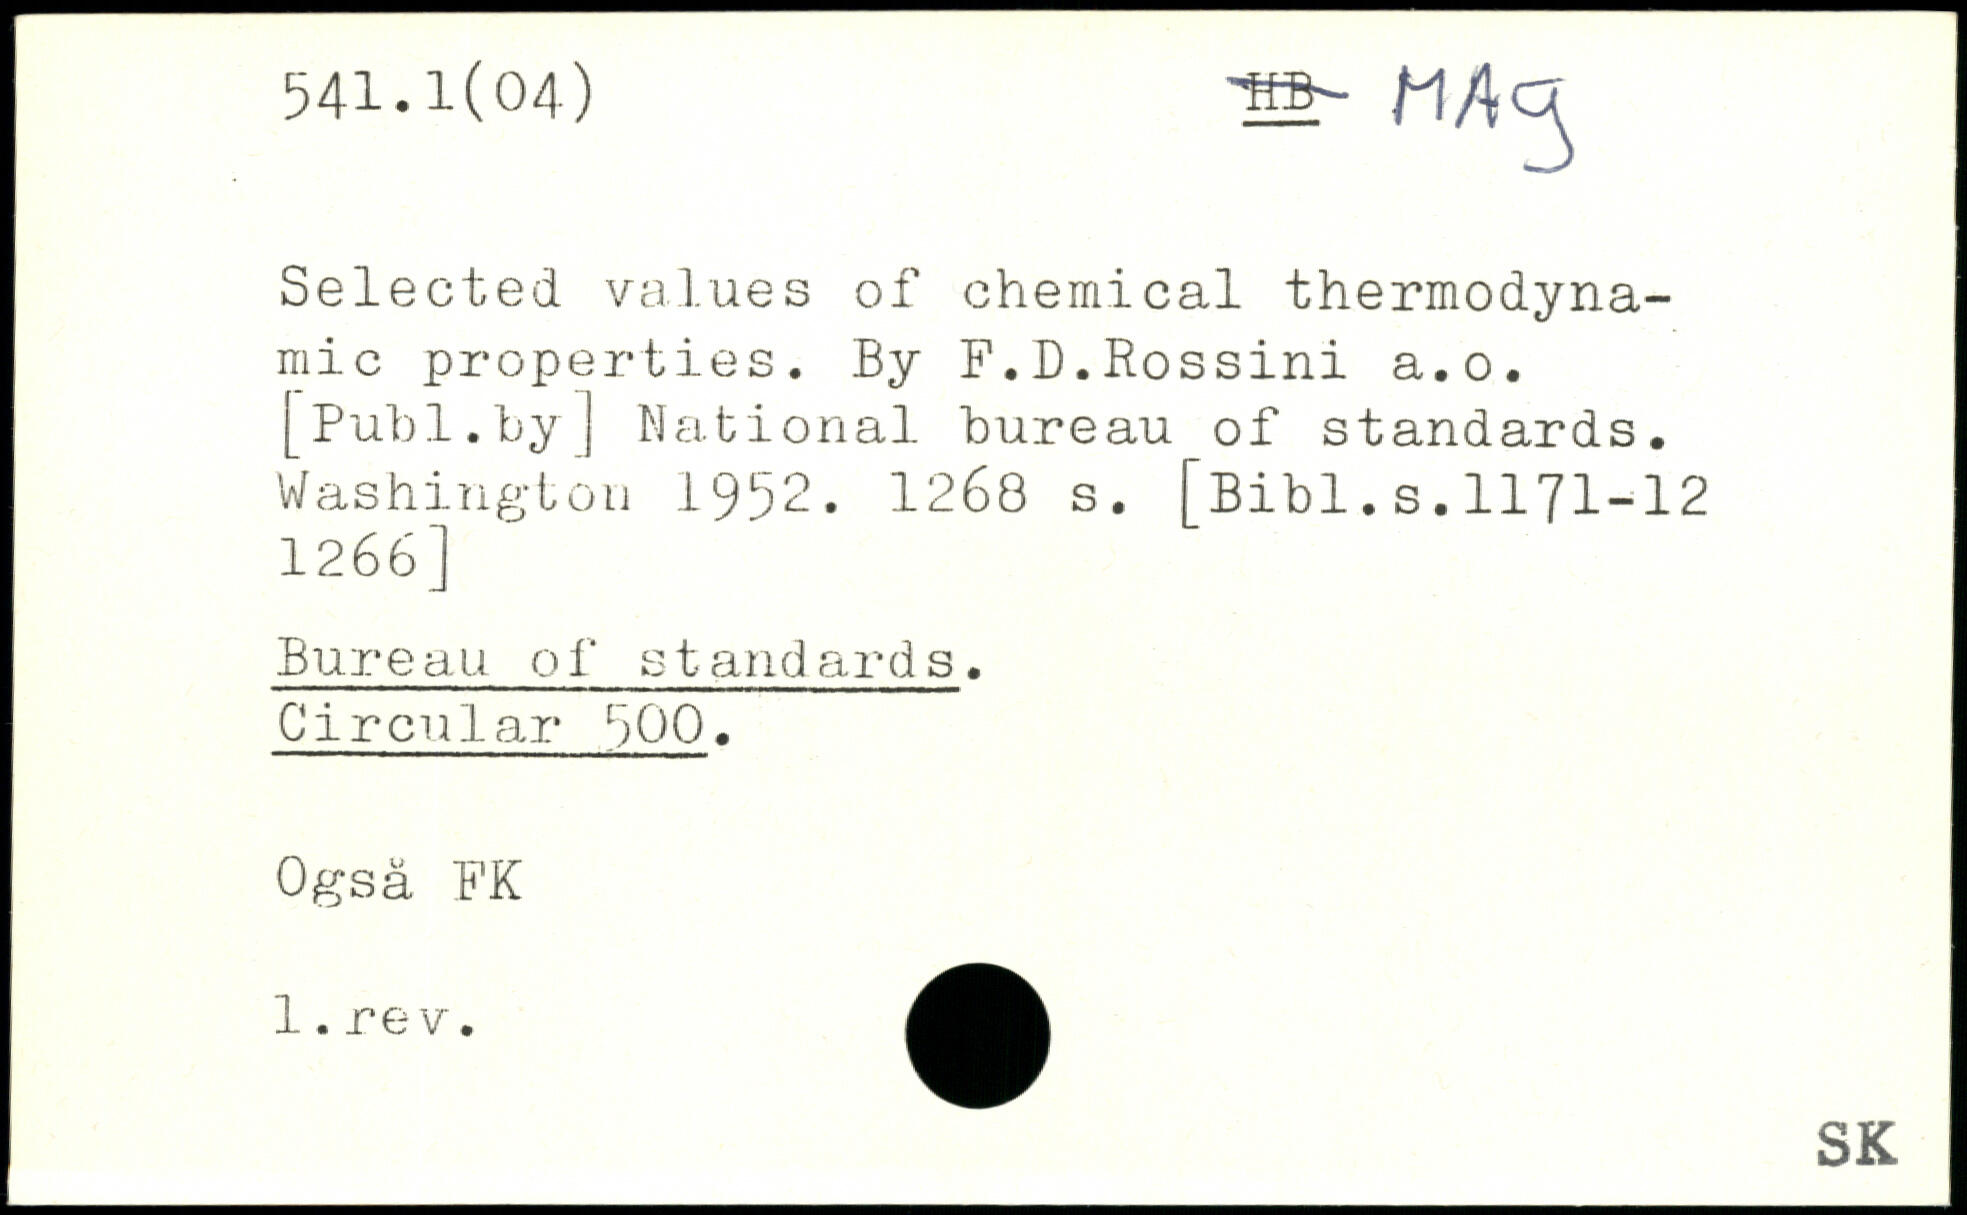 541.1(04) HB MAg
Selected values of chemical thermodyna-
mic properties. By F.D.Rossini a.o.
[Publ.by] National bureau of standards.
Washington 1952. 1268 s. [Bibl.s.1171-12
1266]
Bureau of standards.
Circular 500.
Også FK
1.rev.
SK